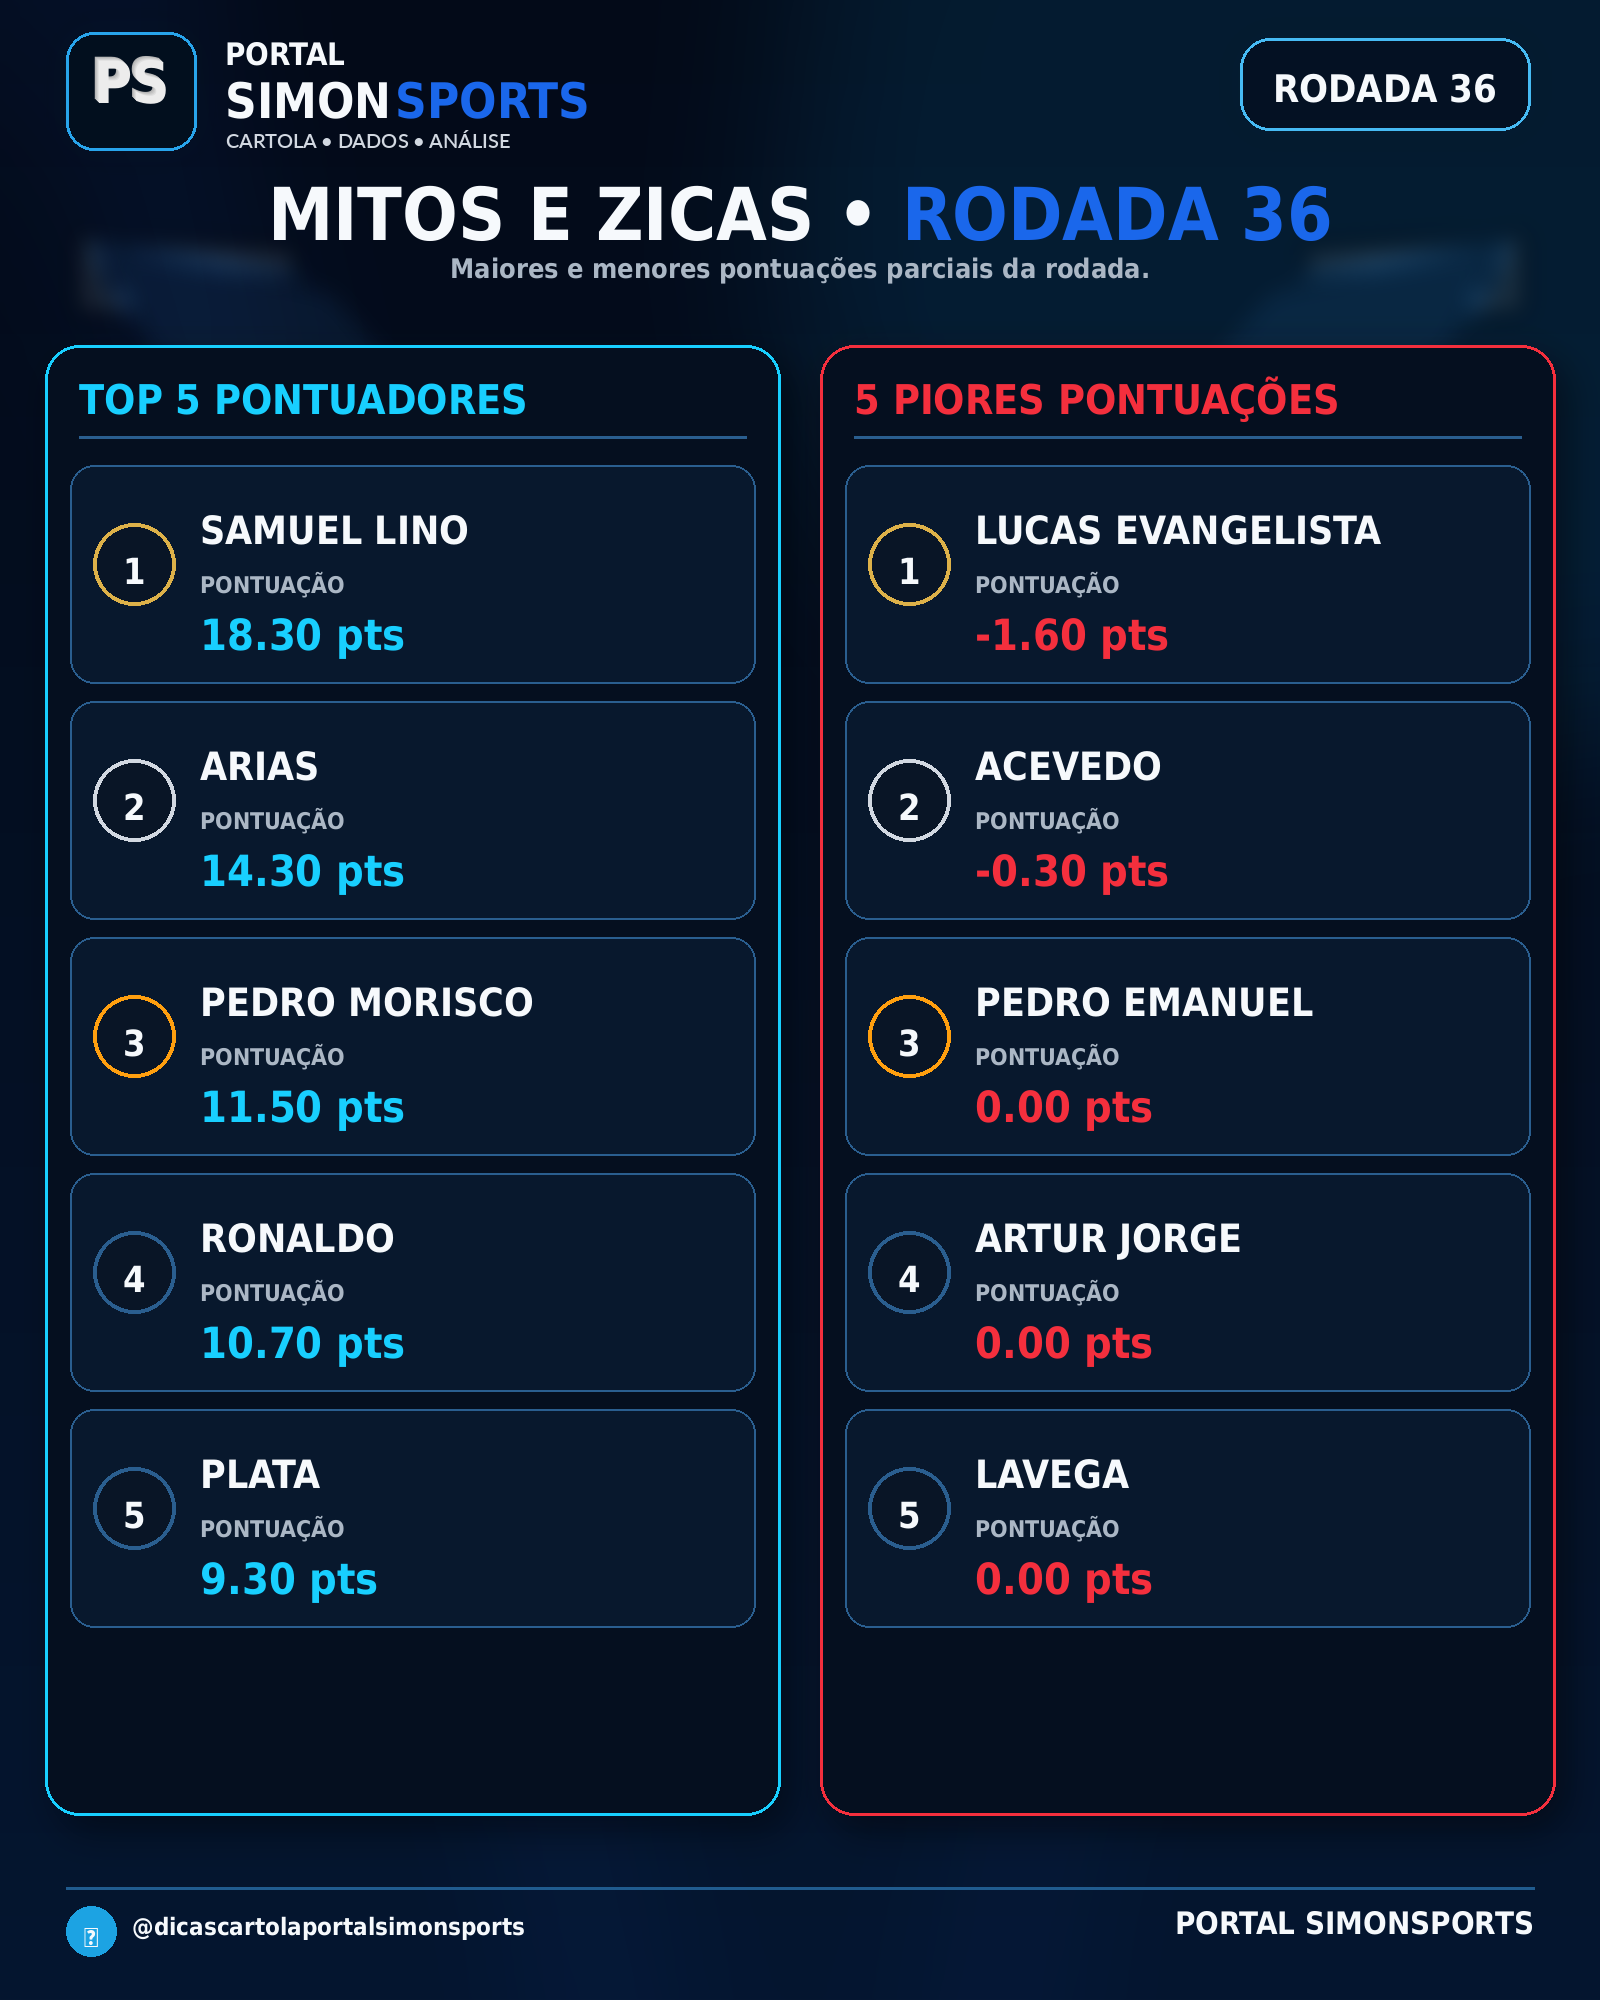 PS
PORTAL
SIMONSPORTS
CARTOLA • DADOS • ANÁLISE
RODADA 36
MITOS E ZICAS • RODADA 36
Maiores e menores pontuações parciais da rodada.
TOP 5 PONTUADORES
1
SAMUEL LINO
PONTUAÇÃO
18.30 pts
2
ARIAS
PONTUAÇÃO
14.30 pts
3
PEDRO MORISCO
PONTUAÇÃO
11.50 pts
4
RONALDO
PONTUAÇÃO
10.70 pts
5
PLATA
PONTUAÇÃO
9.30 pts
5 PIORES PONTUAÇÕES
1
LUCAS EVANGELISTA
PONTUAÇÃO
-1.60 pts
2
ACEVEDO
PONTUAÇÃO
-0.30 pts
3
PEDRO EMANUEL
PONTUAÇÃO
0.00 pts
4
ARTUR JORGE
PONTUAÇÃO
0.00 pts
5
LAVEGA
PONTUAÇÃO
0.00 pts
@dicascartolaportalsimonsports
PORTAL SIMONSPORTS